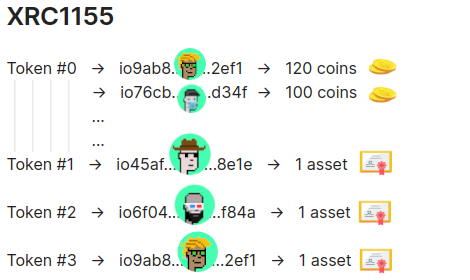 XRC1155
Token #0 → io9ab8... ...2ef1 → 120 coins
→ io76cb... ...d34f → 100 coins
...
...
Token #1 → io45af... ...8e1e → 1 asset
Token #2 → io6f04... ...f84a → 1 asset
Token #3 → io9ab8... ...2ef1 → 1 asset